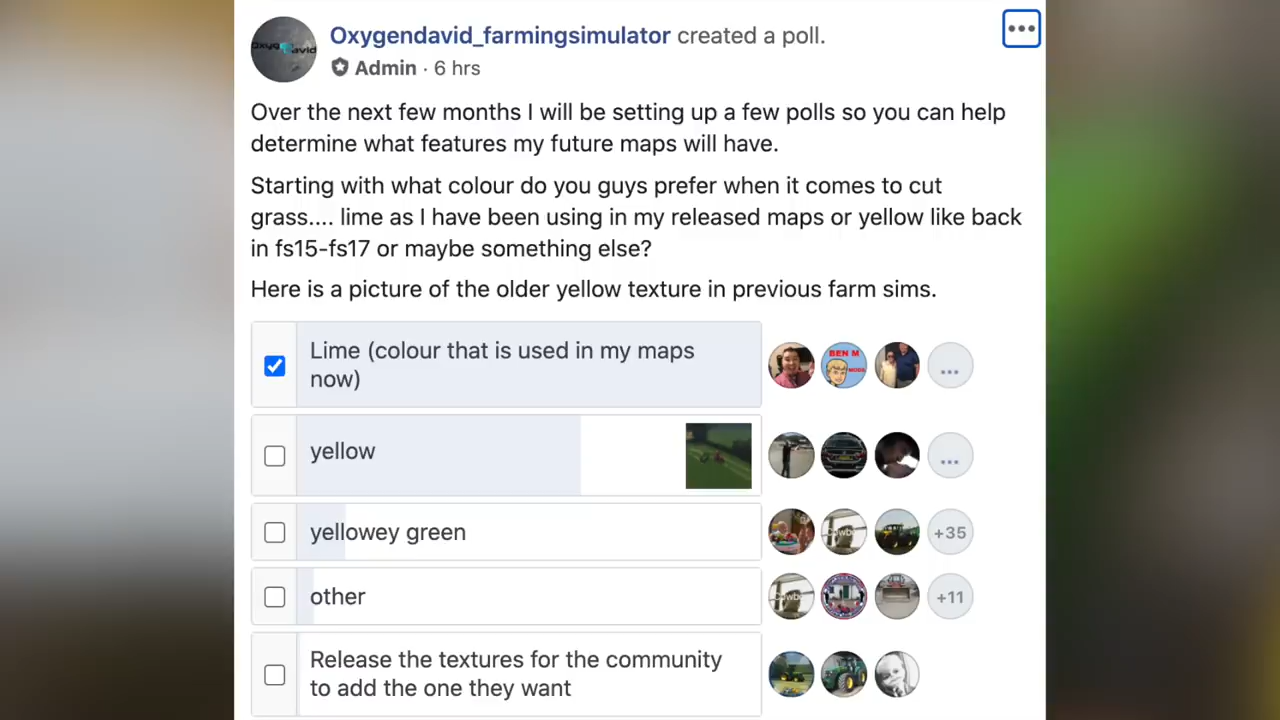 Oxygendavid_farmingsimulator created a poll.
Admin · 6 hrs
Over the next few months I will be setting up a few polls so you can help
determine what features my future maps will have.
Starting with what colour do you guys prefer when it comes to cut
grass.... lime as I have been using in my released maps or yellow like back
in fs15-fs17 or maybe something else?
Here is a picture of the older yellow texture in previous farm sims.
Lime (colour that is used in my maps
now)
BEN M
MODS
yellow
yellowey green
+35
other
+11
Release the textures for the community
to add the one they want